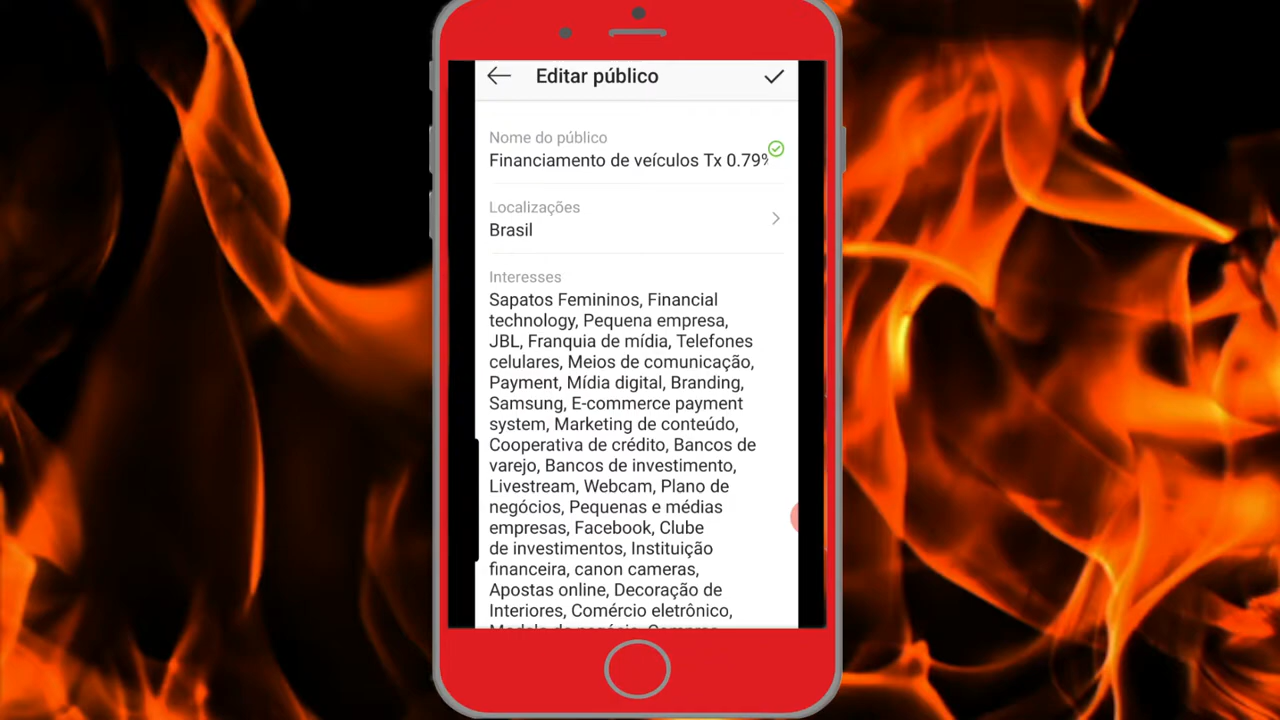 Editar público
Nome do público
Financiamento de veículos Tx 0.79%
Localizações
Brasil
Interesses
Sapatos Femininos, Financial
technology, Pequena empresa,
JBL, Franquia de mídia, Telefones
celulares, Meios de comunicação,
Payment, Mídia digital, Branding,
Samsung, E-commerce payment
system, Marketing de conteúdo,
Cooperativa de crédito, Bancos de
varejo, Bancos de investimento,
Livestream, Webcam, Plano de
negócios, Pequenas e médias
empresas, Facebook, Clube
de investimentos, Instituição
financeira, canon cameras,
Apostas online, Decoração de
Interiores, Comércio eletrônico,